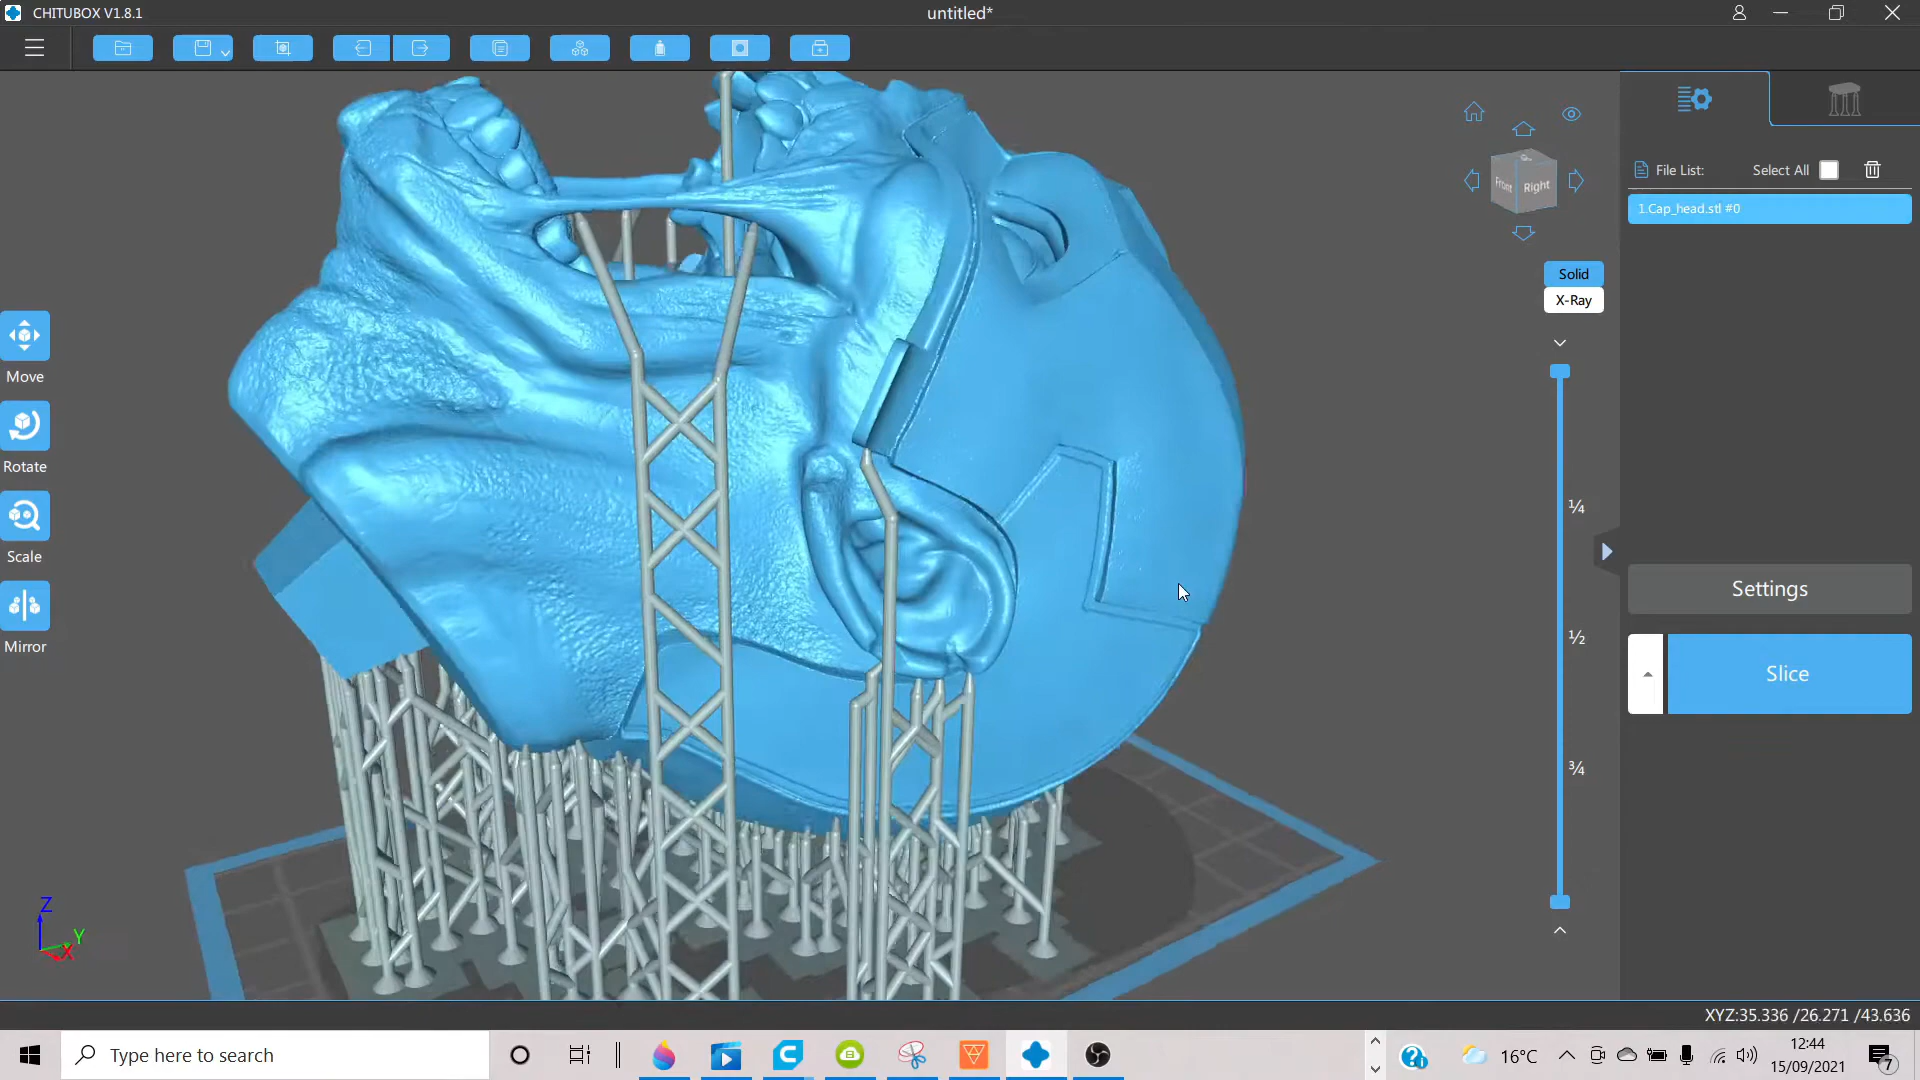 CHITUBOX V1.8.1
untitled*
File List:
Select All
1.Cap_head.stl #0
Front
Right
Solid
X-Ray
Move
Rotate
Scale
Mirror
¼
½
¾
Settings
Slice
Z
Y
X
XYZ:35.336 /26.271 /43.636
Type here to search
16°C
12:44
15/09/2021
7